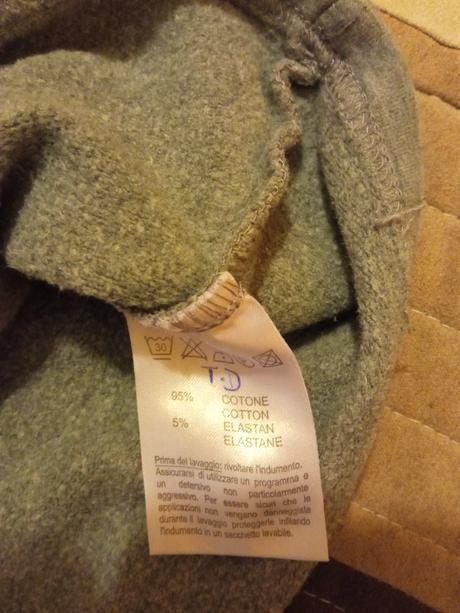 30
T.D
95% COTONE
COTTON
5% ELASTAN
ELASTANE
Prima del lavaggio: rivoltare l'indumento.
Assicurarsi di utilizzare un programma e
un detersivo non particolarmente
aggressivo. Per essere sicuri che le
applicazioni non vengano danneggiate
durante il lavaggio proteggerle infilando
l'indumento in un sacchetto lavabile.